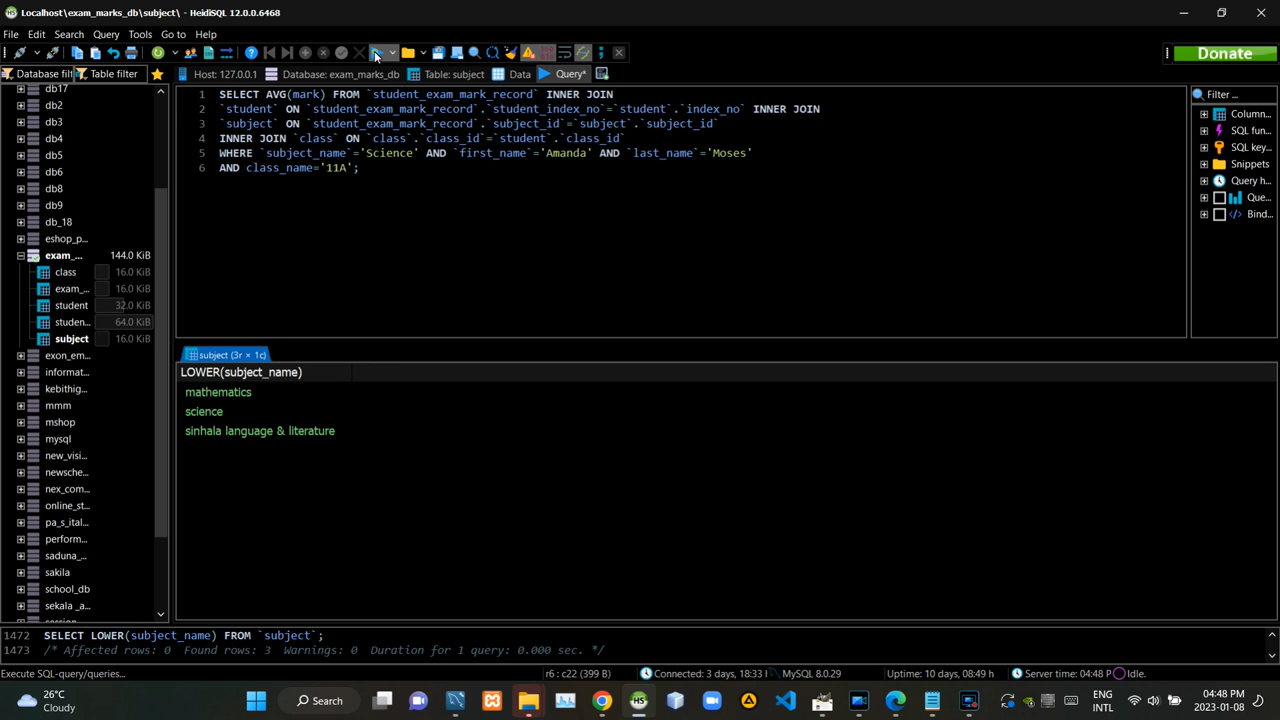 Localhost\exam_marks_db\subject\ - HeidiSQL 12.0.0.6468
File Edit Search Query Tools Go to Help
Donate
Database filt Table filter Host: 127.0.0.1 Database: exam_marks_db Table: subject Data Query*
db17
db2
db3
db4
db5
db6
db8
db9
db_18
eshop_p...
exam_... 144.0 KiB
class 16.0 KiB
exam_... 16.0 KiB
student 32.0 KiB
studen... 64.0 KiB
subject 16.0 KiB
exon_em...
informat...
kebithig...
mmm
mshop
mysql
new_visi...
newsche...
nex_com...
online_st...
pa_s_ital...
perform...
saduna_...
sakila
school_db
sekala _a...
1 SELECT AVG(mark) FROM `student_exam_mark_record` INNER JOIN
2 `student` ON `student_exam_mark_record`.`student_index_no`=`student`.`index_no` INNER JOIN
3 `subject` ON `student_exam_mark_record`.`subject_id`=`subject`.`subject_id`
4 INNER JOIN `class` ON `class`.`class_id`=`student`.`class_id`
5 WHERE `subject_name`='Science' AND `first_name`='Amanda' AND `last_name`='Moses'
6 AND class_name='11A';
Filter ...
Column...
SQL fun...
SQL key...
Snippets
Query h...
Que...
Bind...
subject (3r × 1c)
LOWER(subject_name)
mathematics
science
sinhala language & literature
1472 SELECT LOWER(subject_name) FROM `subject`;
1473 /* Affected rows: 0 Found rows: 3 Warnings: 0 Duration for 1 query: 0.000 sec. */
Execute SQL-query/queries... r6 : c22 (399 B) Connected: 3 days, 18:33 l MySQL 8.0.29 Uptime: 10 days, 08:49 h Server time: 04:48 P Idle.
26°C
Cloudy
Search
ENG
INTL
04:48 PM
2023-01-08